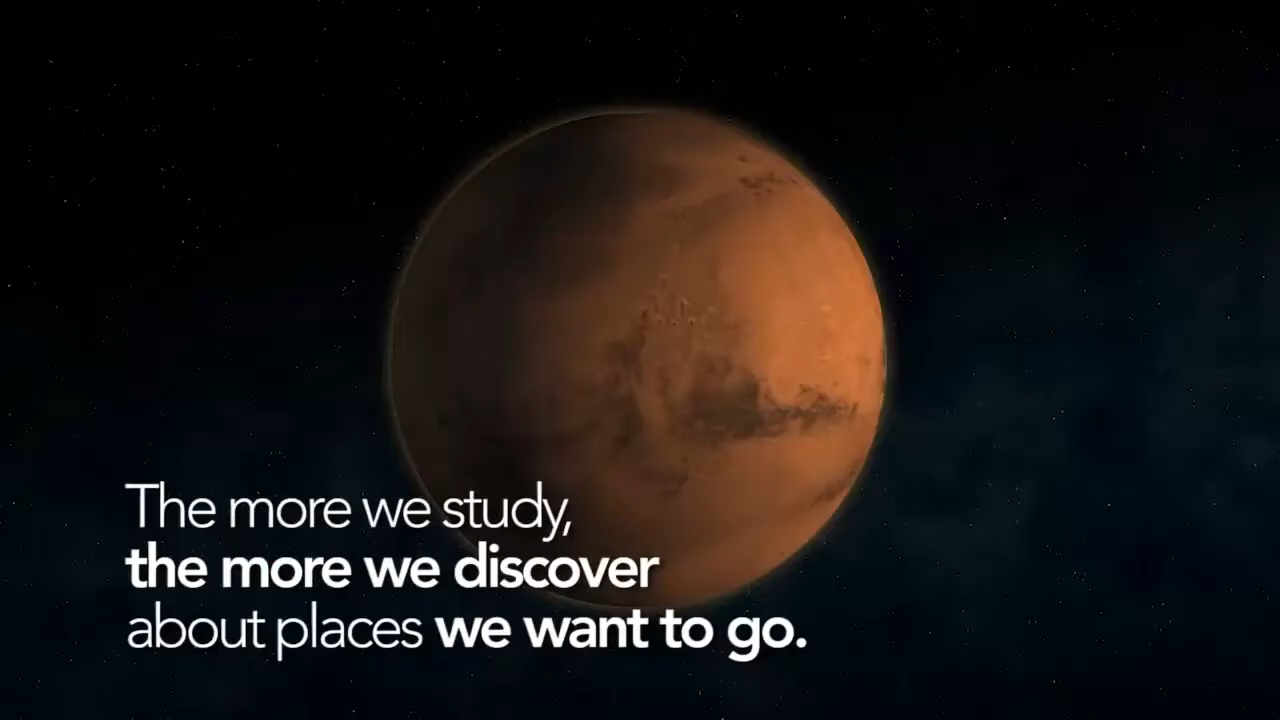 The more we study,
the more we discover
about places we want to go.